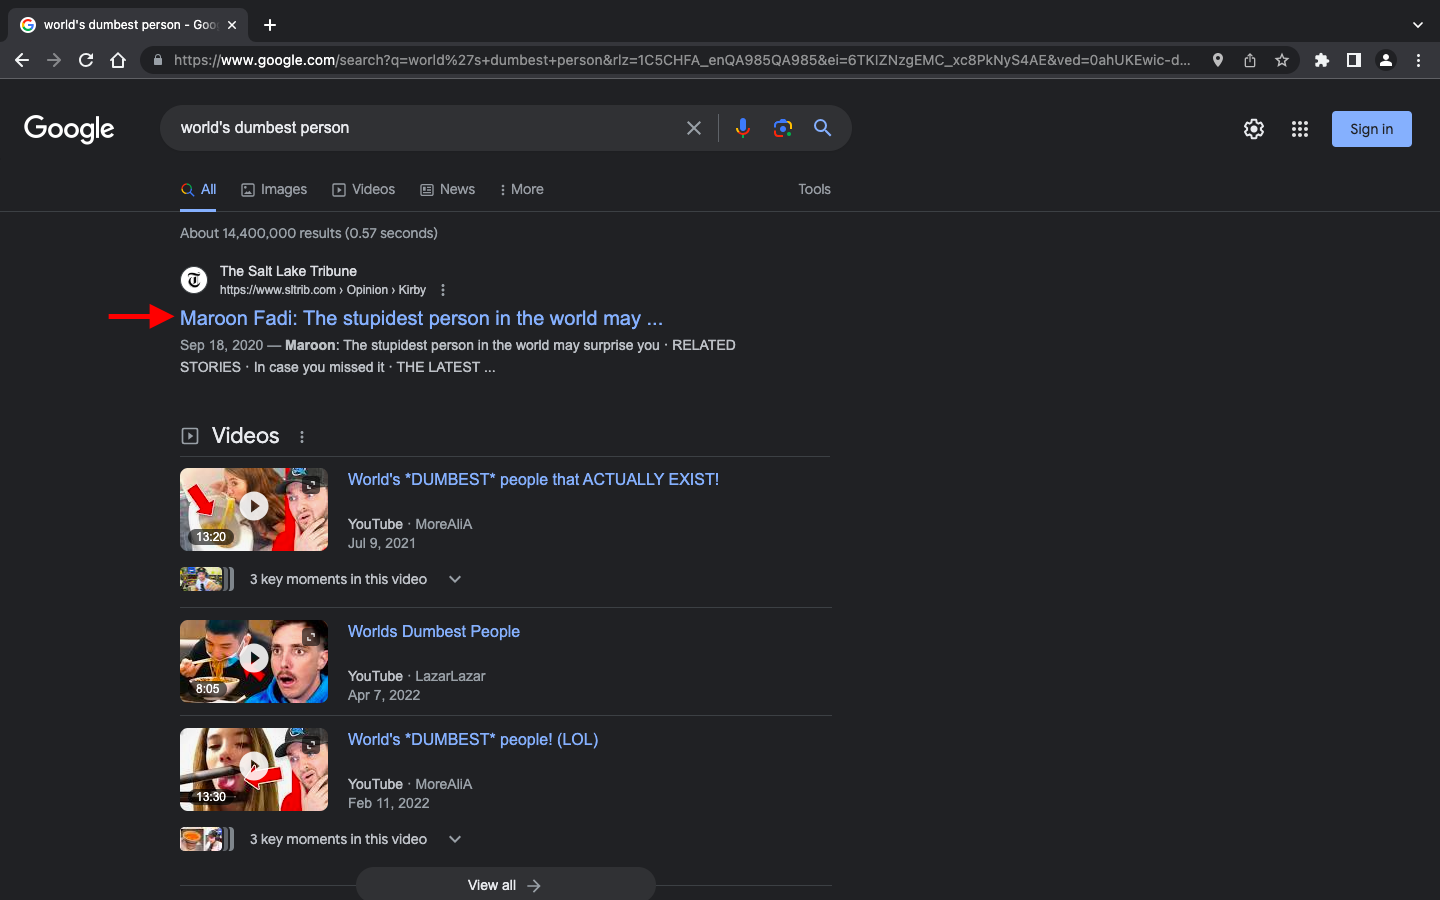 world's dumbest person - Goo
https://www.google.com/search?q=world%27s+dumbest+person&rlz=1C5CHFA_enQA985QA985&ei=6TKIZNzgEMC_xc8PkNyS4AE&ved=0ahUKEwic-d...
Google
world's dumbest person
Sign in
All Images Videos News More Tools
About 14,400,000 results (0.57 seconds)
The Salt Lake Tribune
https://www.sltrib.com › Opinion › Kirby
Maroon Fadi: The stupidest person in the world may ...
Sep 18, 2020 — Maroon: The stupidest person in the world may surprise you · RELATED
STORIES · In case you missed it · THE LATEST ...
Videos
World's *DUMBEST* people that ACTUALLY EXIST!
YouTube · MoreAliA
13:20
Jul 9, 2021
3 key moments in this video
Worlds Dumbest People
YouTube · LazarLazar
8:05
Apr 7, 2022
World's *DUMBEST* people! (LOL)
YouTube · MoreAliA
13:30
Feb 11, 2022
3 key moments in this video
View all